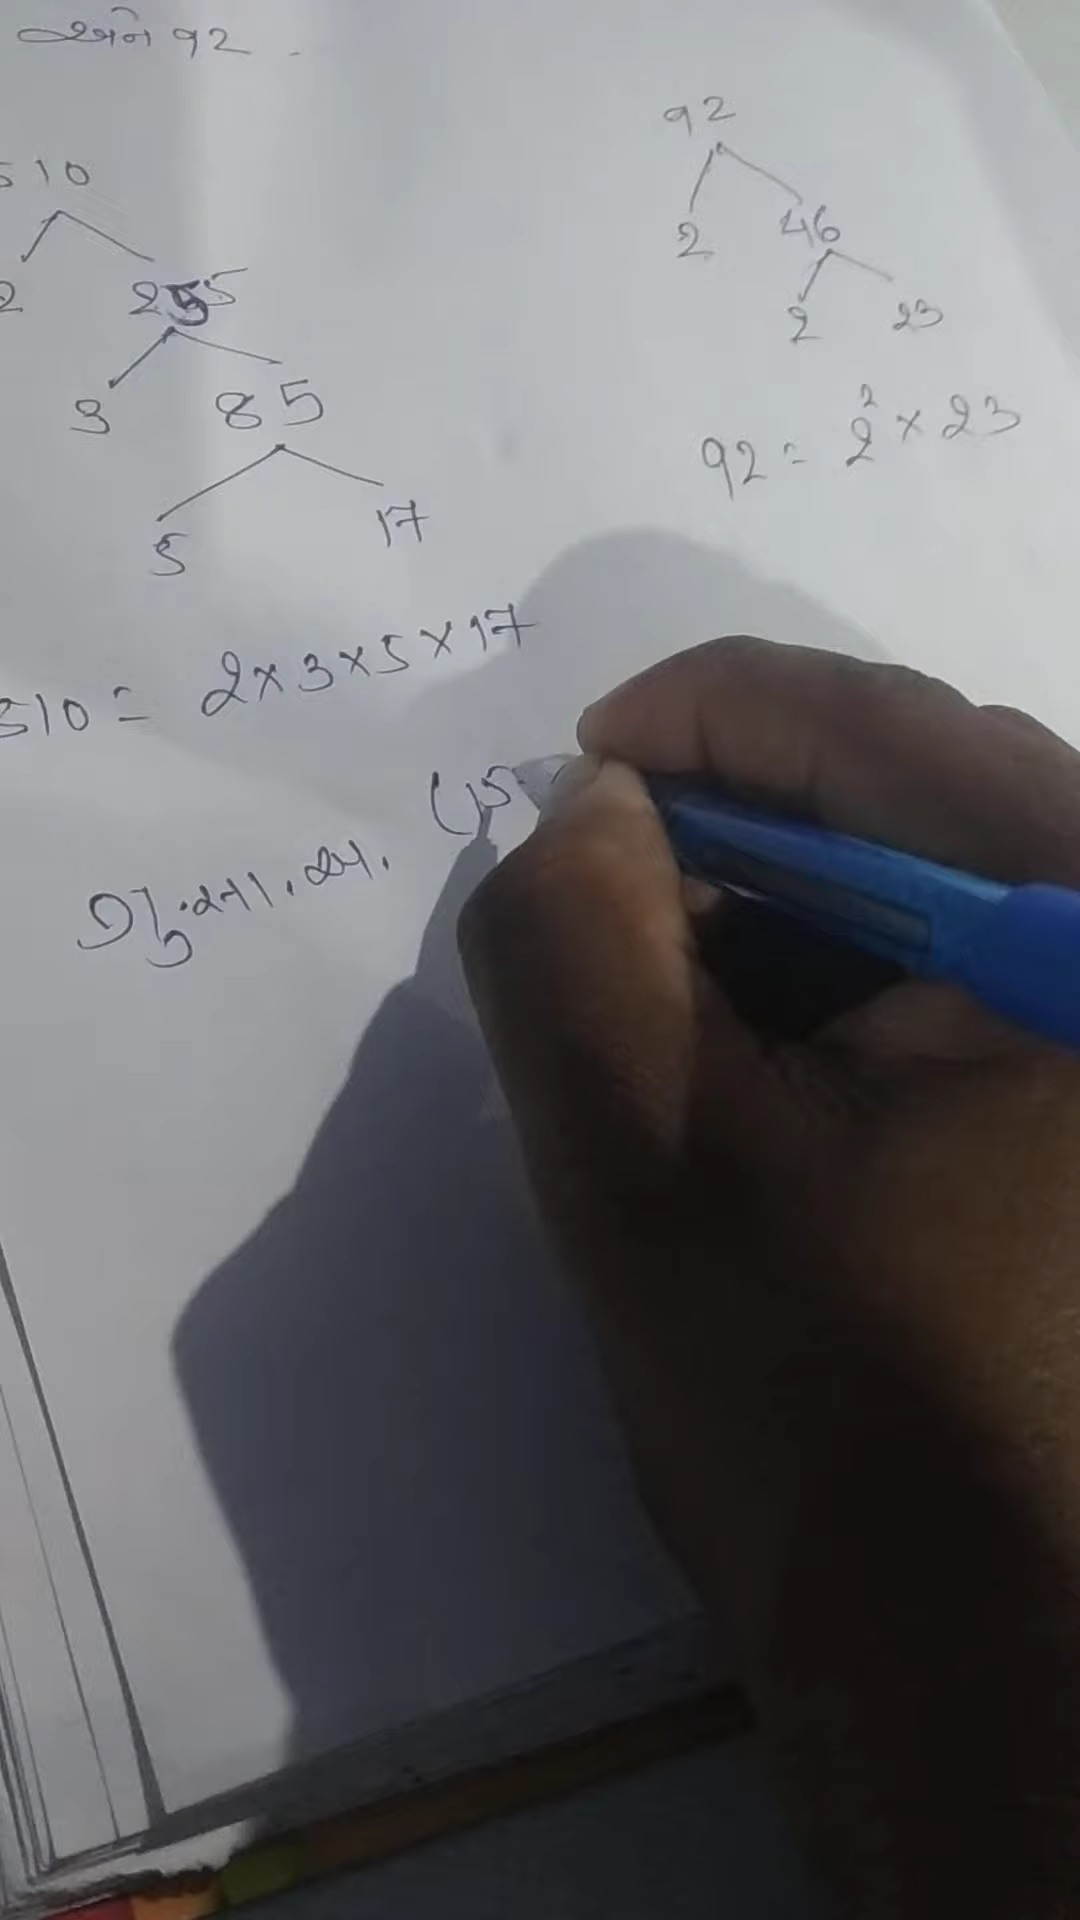 અને 92
510
2 255
3 85
5 17
510 = 2 × 3 × 5 × 17
92
2 46
2 23
92 = 2² × 23
ગુ.સા.અ. (5